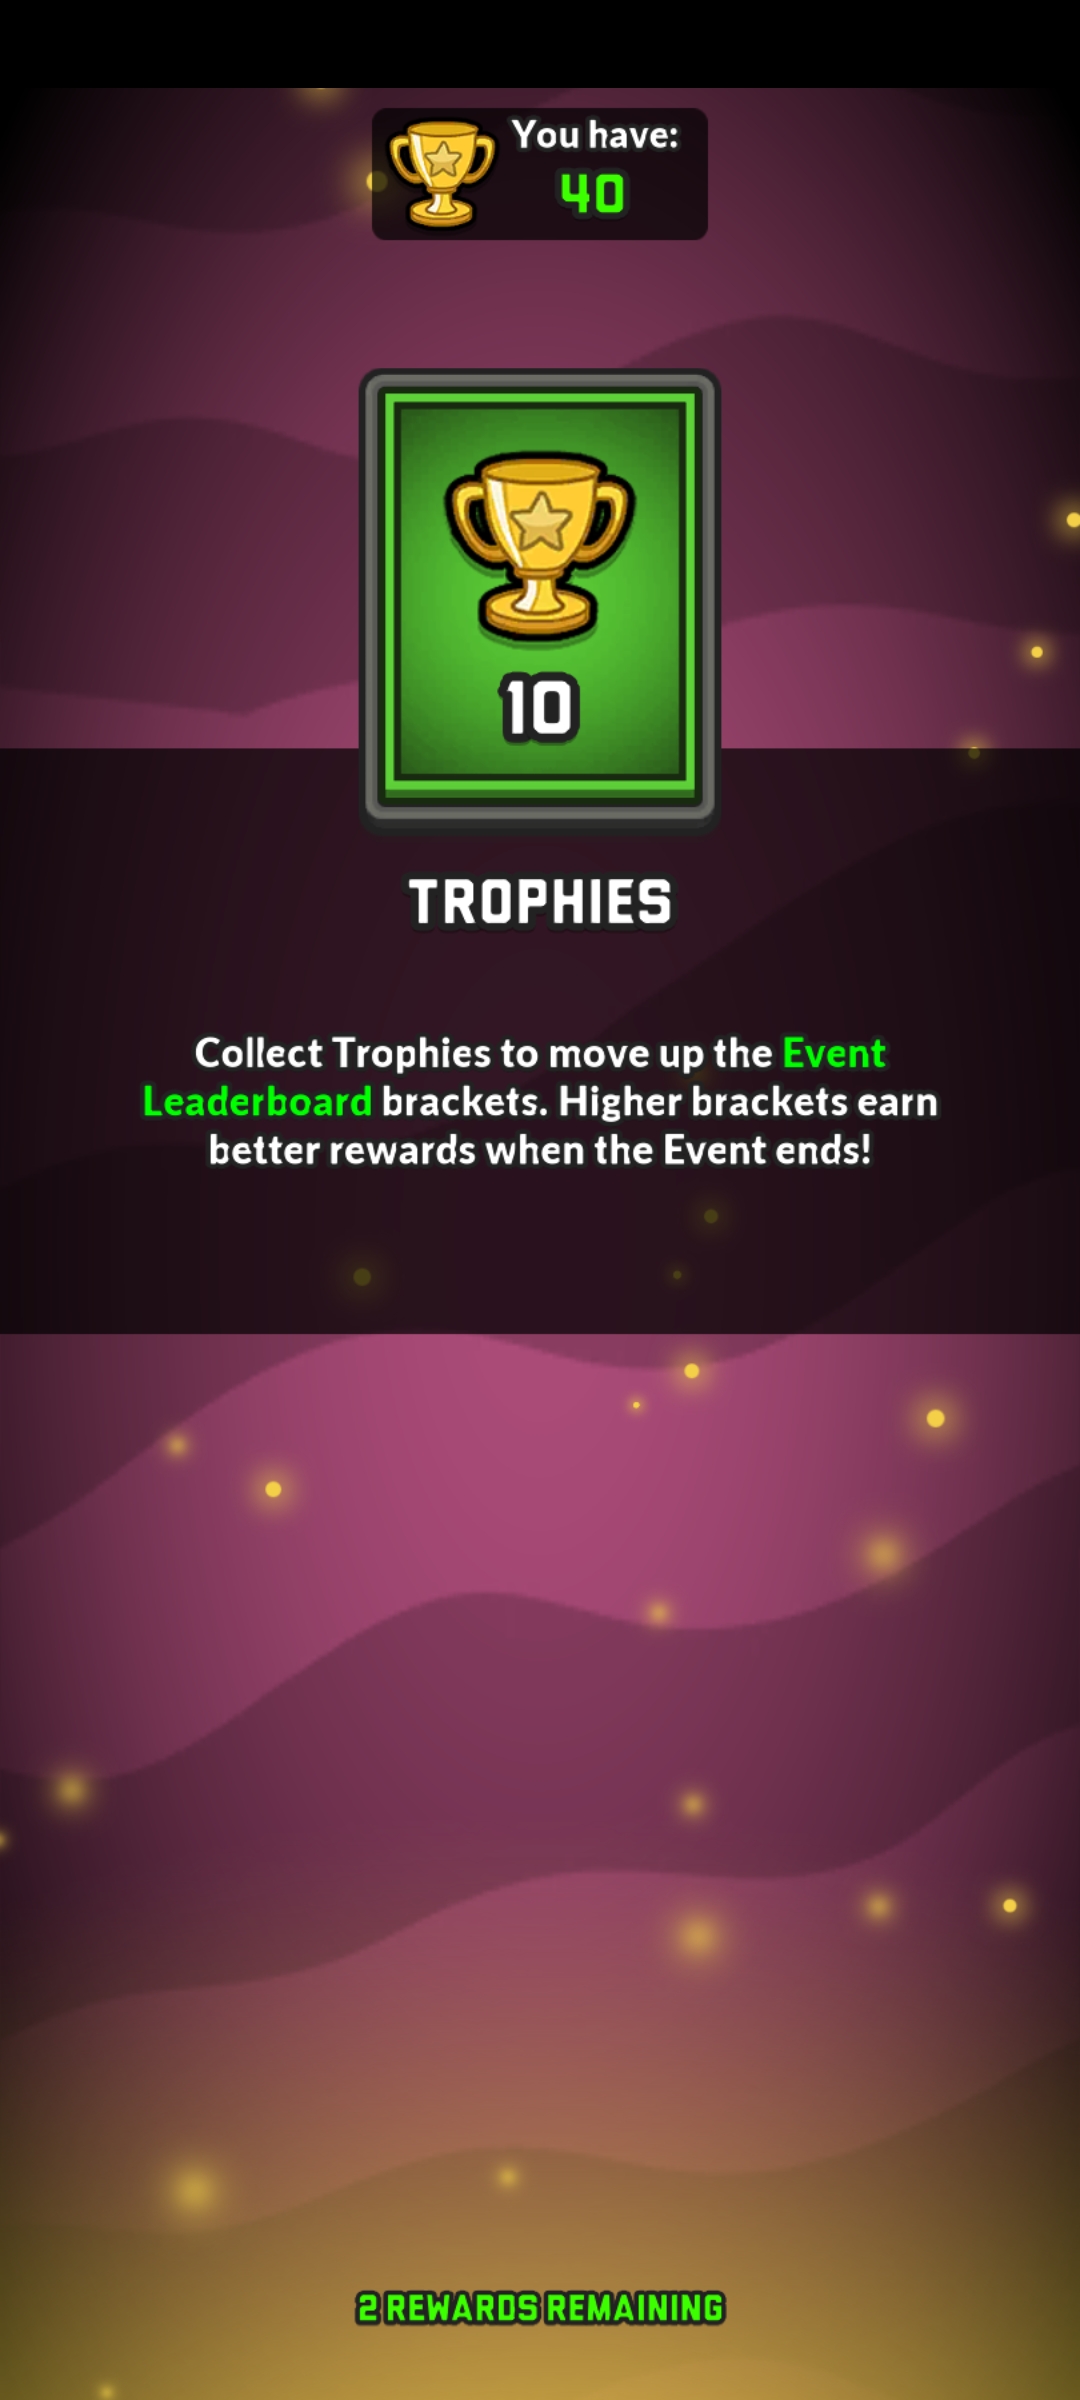 You have:
40
10
TROPHIES
Collect Trophies to move up the Event
Leaderboard brackets. Higher brackets earn
better rewards when the Event ends!
2 REWARDS REMAINING